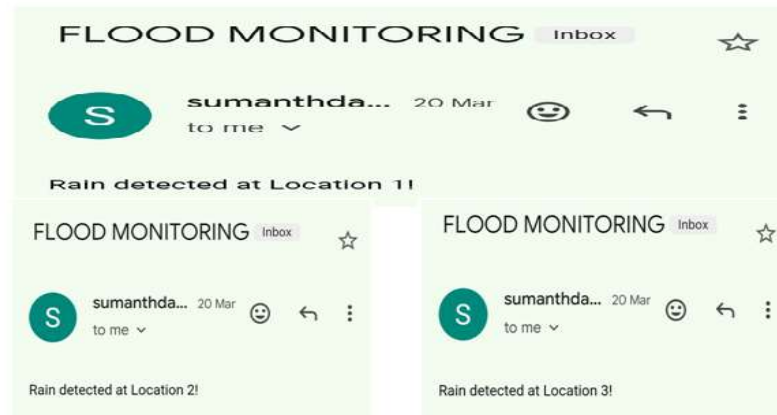 FLOOD MONITORING Inbox
S
sumanthda... 20 Mar
to me
Rain detected at Location 1!
FLOOD MONITORING Inbox
S
sumanthda... 20 Mar
to me
Rain detected at Location 2!
FLOOD MONITORING Inbox
S
sumanthda... 20 Mar
to me
Rain detected at Location 3!